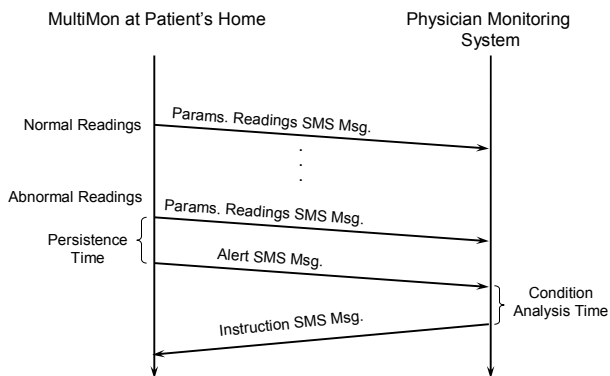 MultiMon at Patient's Home
Physician Monitoring
System
Normal Readings
Params. Readings SMS Msg.
.
.
.
Abnormal Readings
Params. Readings SMS Msg.
Persistence
Time
Alert SMS Msg.
Condition
Analysis Time
Instruction SMS Msg.